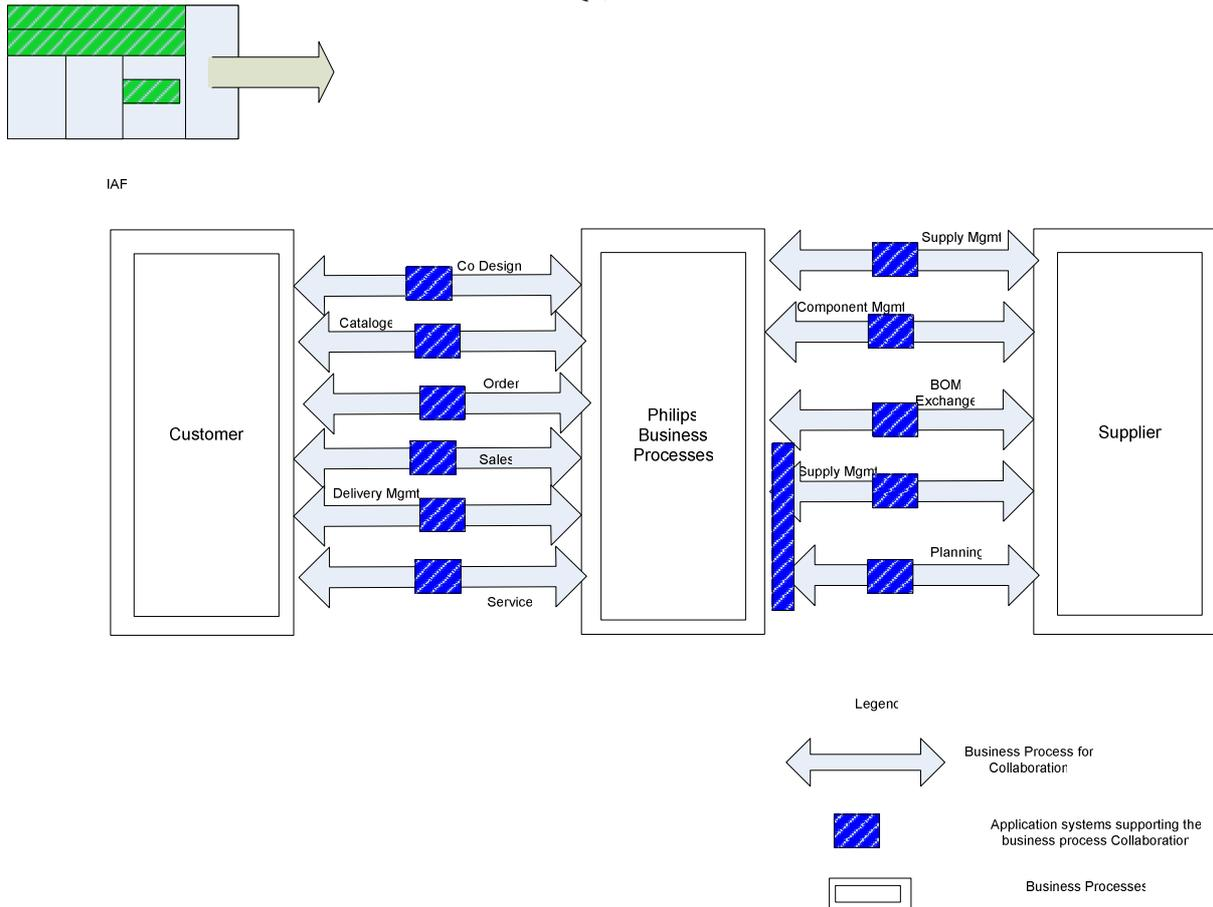 IAF
Co Design
Cataloge
Order
Sales
Delivery Mgmt
Service
Customer
Philips
Business
Processes
Supply Mgmt
Component Mgmt
BOM
Exchange
Supply Mgmt
Planning
Supplier
Legend
Business Process for
Collaboration
Application systems supporting the
business process Collaboration
Business Processes